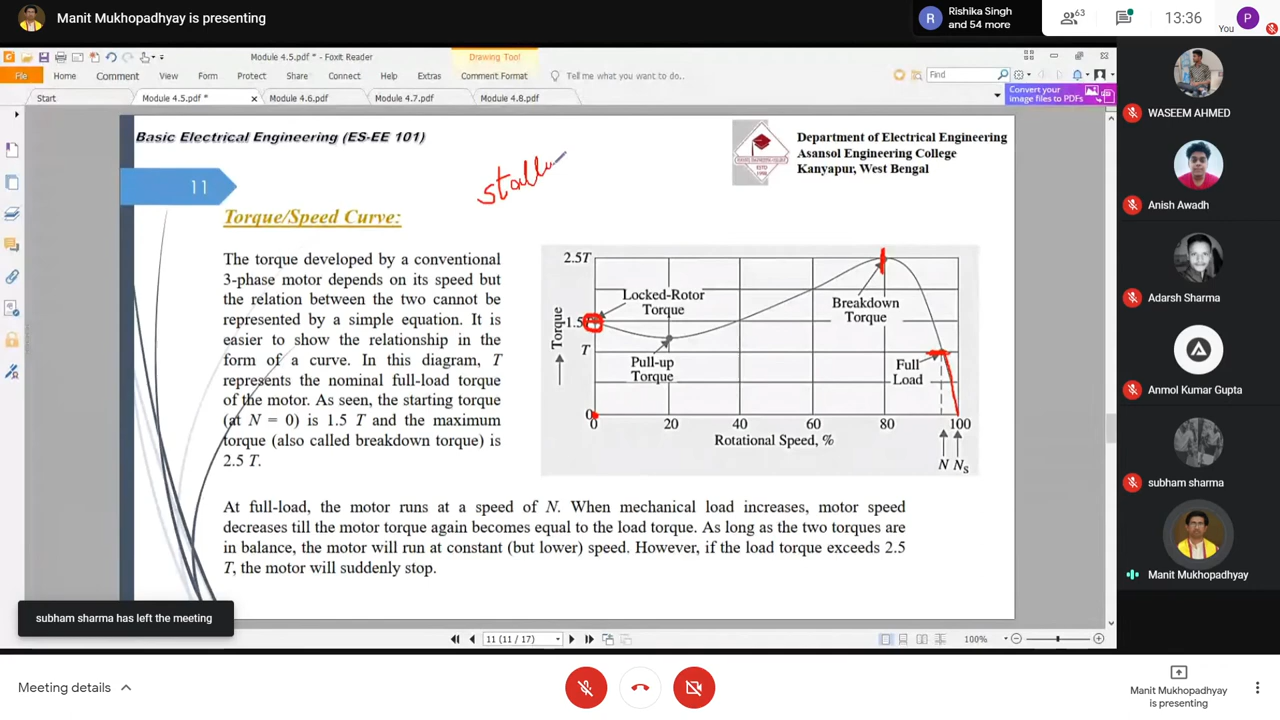 Manit Mukhopadhyay is presenting
R
Rishika Singh
and 54 more
63
13:36
You
P
Module 4.5.pdf * - Foxit Reader
Drawing Tool
File
Home
Comment
View
Form
Protect
Share
Connect
Help
Extras
Comment Format
Tell me what you want to do..
Find
Start
Module 4.5.pdf *
Module 4.6.pdf
Module 4.7.pdf
Module 4.8.pdf
Convert your
image files to PDFs
Basic Electrical Engineering (ES-EE 101)
Department of Electrical Engineering
Asansol Engineering College
Kanyapur, West Bengal
11
Torque/Speed Curve:
The torque developed by a conventional
3-phase motor depends on its speed but
the relation between the two cannot be
represented by a simple equation. It is
easier to show the relationship in the
form of a curve. In this diagram, T
represents the nominal full-load torque
of the motor. As seen, the starting torque
(at N = 0) is 1.5 T and the maximum
torque (also called breakdown torque) is
2.5 T.
2.5T
Locked-Rotor
Torque
Breakdown
Torque
Torque
1.5
T
Pull-up
Torque
Full
Load
0
0
20
40
60
80
100
Rotational Speed, %
N
Ns
At full-load, the motor runs at a speed of N. When mechanical load increases, motor speed
decreases till the motor torque again becomes equal to the load torque. As long as the two torques are
in balance, the motor will run at constant (but lower) speed. However, if the load torque exceeds 2.5
T, the motor will suddenly stop.
subham sharma has left the meeting
11 (11 / 17)
100%
WASEEM AHMED
Anish Awadh
Adarsh Sharma
Anmol Kumar Gupta
subham sharma
Manit Mukhopadhyay
Meeting details
Manit Mukhopadhyay
is presenting